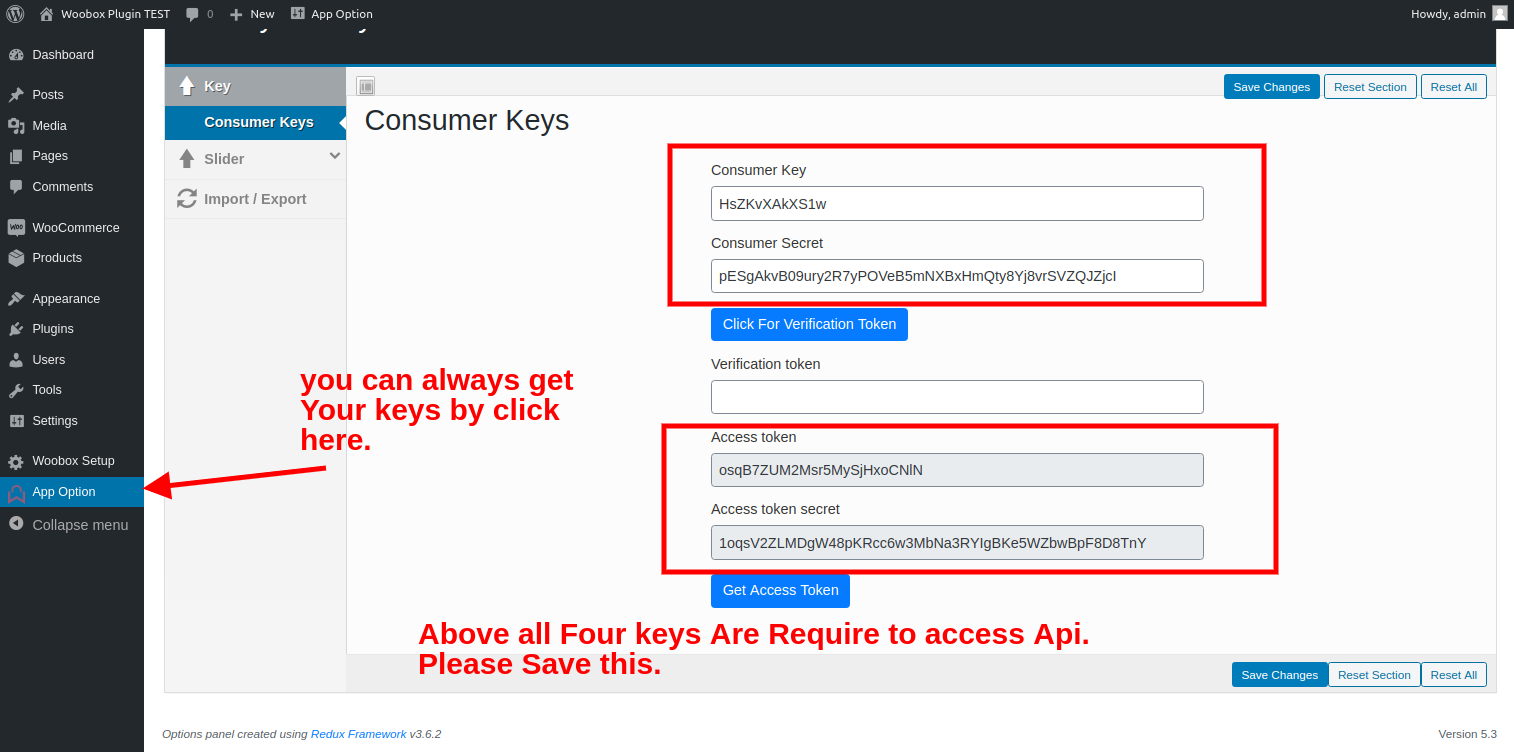 Woobox Plugin TEST 0 New App Option Howdy, admin
Dashboard
Posts
Media
Pages
Comments
WooCommerce
Products
Appearance
Plugins
Users
Tools
Settings
Woobox Setup
App Option
Collapse menu
Key
Consumer Keys
Slider
Import / Export
Save Changes Reset Section Reset All
Consumer Keys
Consumer Key
HsZKvXAkXS1w
Consumer Secret
pESgAkvB09ury2R7yPOVeB5mNXBxHmQty8Yj8vrSVZQJZjcI
Click For Verification Token
Verification token
Access token
osqB7ZUM2Msr5MySjHxoCNlN
Access token secret
1oqsV2ZLMDgW48pKRcc6w3MbNa3RYIgBKe5WZbwBpF8D8TnY
Get Access Token
you can always get
Your keys by click
here.
Above all Four keys Are Require to access Api.
Please Save this.
Save Changes Reset Section Reset All
Options panel created using Redux Framework v3.6.2
Version 5.3